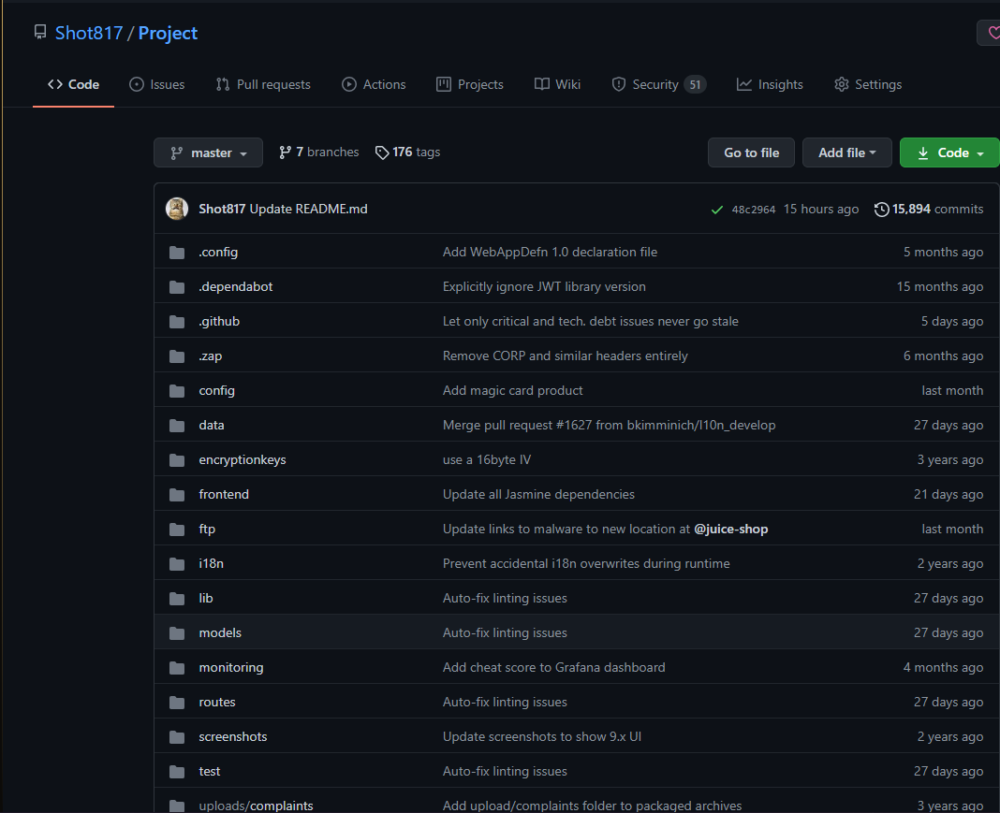 Shot817 / Project
Code Issues Pull requests Actions Projects Wiki Security 51 Insights Settings
master 7 branches 176 tags Go to file Add file Code
Shot817 Update README.md 48c2964 15 hours ago 15,894 commits
.config Add WebAppDefn 1.0 declaration file 5 months ago
.dependabot Explicitly ignore JWT library version 15 months ago
.github Let only critical and tech. debt issues never go stale 5 days ago
.zap Remove CORP and similar headers entirely 6 months ago
config Add magic card product last month
data Merge pull request #1627 from bkimminich/l10n_develop 27 days ago
encryptionkeys use a 16byte IV 3 years ago
frontend Update all Jasmine dependencies 21 days ago
ftp Update links to malware to new location at @juice-shop last month
i18n Prevent accidental i18n overwrites during runtime 2 years ago
lib Auto-fix linting issues 27 days ago
models Auto-fix linting issues 27 days ago
monitoring Add cheat score to Grafana dashboard 4 months ago
routes Auto-fix linting issues 27 days ago
screenshots Update screenshots to show 9.x UI 2 years ago
test Auto-fix linting issues 27 days ago
uploads/complaints Add upload/complaints folder to packaged archives 3 years ago